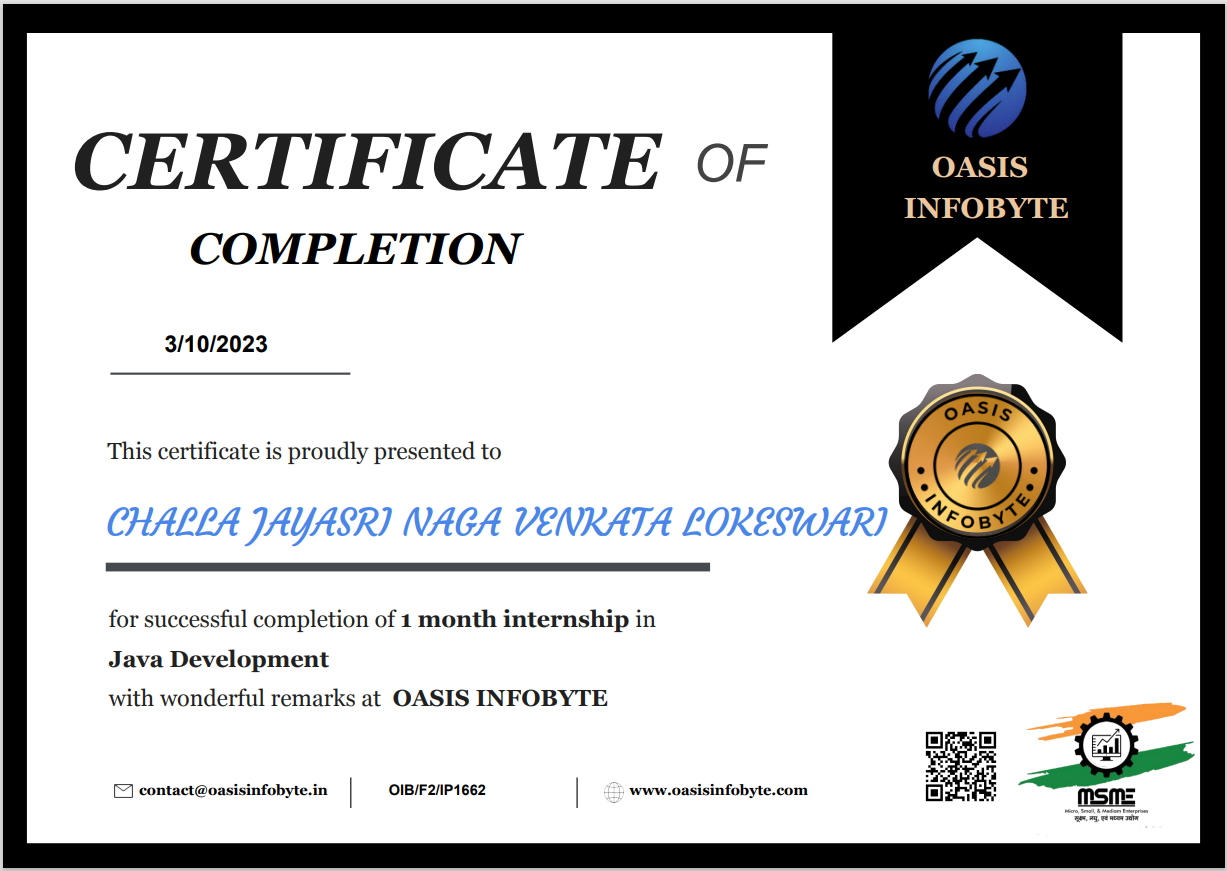 CERTIFICATE OF
COMPLETION
OASIS
INFOBYTE
3/10/2023
This certificate is proudly presented to
CHALLA JAYASRI NAGA VENKATA LOKESWARI
OASIS
INFOBYTE
for successful completion of 1 month internship in
Java Development
with wonderful remarks at OASIS INFOBYTE
contact@oasisinfobyte.in
OIB/F2/IP1662
www.oasisinfobyte.com
MSME
Micro, Small, & Medium Enterprises
सूक्ष्म, लघु, एवं मध्यम उद्योग